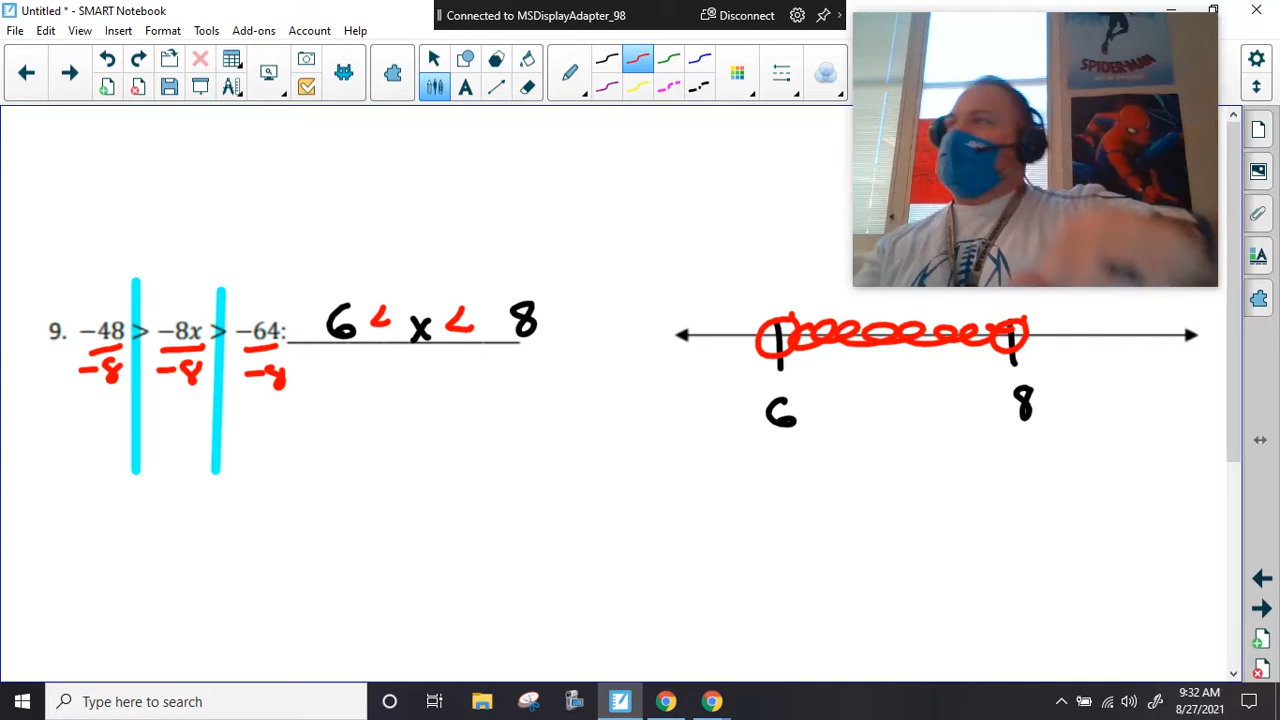 Untitled * - SMART Notebook
Connected to MSDisplayAdapter_98
Disconnect
File Edit View Insert Format Tools Add-ons Account Help
SPIDERMAN
9. −48 > −8x > −64: 6 < x < 8
−8 −8 −8
6 8
Type here to search
9:32 AM
8/27/2021